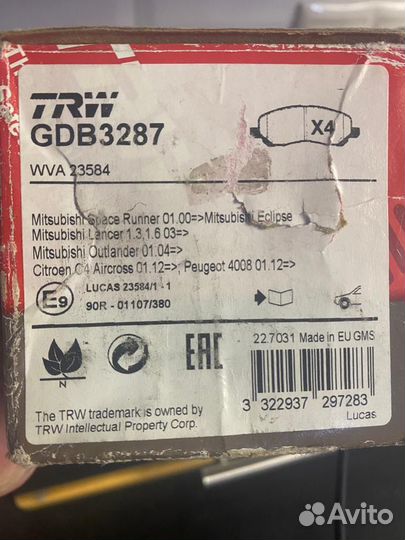 TRW
GDB3287
X4
WVA 23584
Mitsubishi Space Runner 01.00=>Mitsubishi Eclipse
Mitsubishi Lancer 1.3,1.6 03=>
Mitsubishi Outlander 01.04=>
Citroen C4 Aircross 01.12=>, Peugeot 4008 01.12=>
E9
LUCAS 23584/1 - 1
90R - 01107/380
N
EAC
22.7031 Made in EU GMS
3 322937 297283
Lucas
The TRW trademark is owned by
TRW Intellectual Property Corp.
Avito